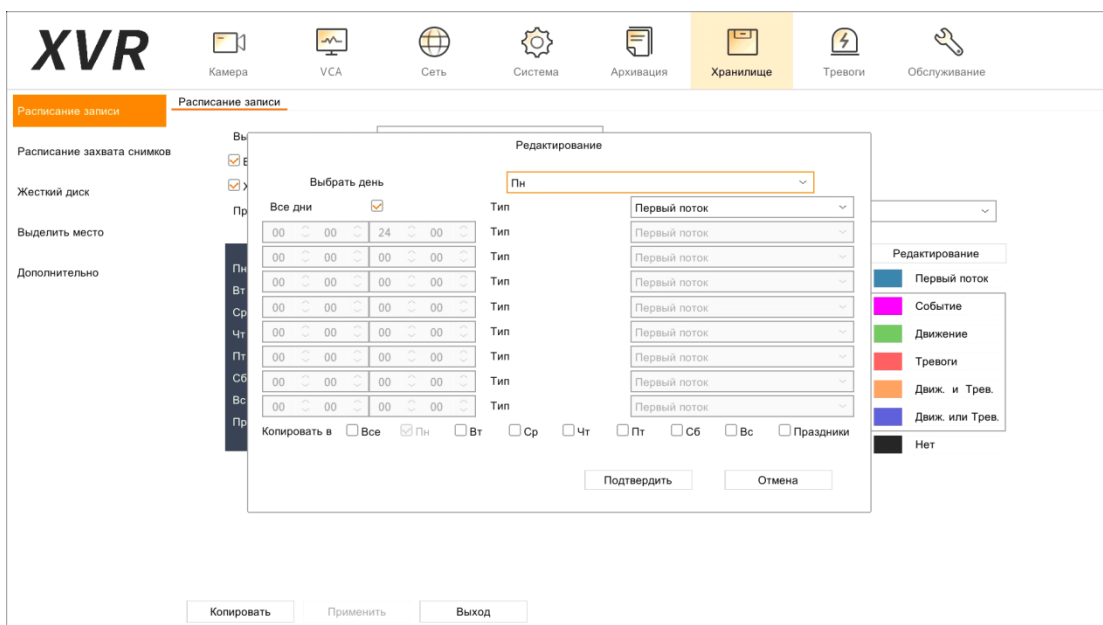 XVR
Камера VCA Сеть Система Архивация Хранилище Тревоги Обслуживание
Расписание записи
Расписание захвата снимков
Жесткий диск
Выделить место
Дополнительно
Расписание записи
Редактирование
Выбрать день Пн
Все дни Тип Первый поток
00 00 24 00 Тип Первый поток
00 00 00 00 Тип Первый поток
00 00 00 00 Тип Первый поток
00 00 00 00 Тип Первый поток
00 00 00 00 Тип Первый поток
00 00 00 00 Тип Первый поток
00 00 00 00 Тип Первый поток
00 00 00 00 Тип Первый поток
Копировать в Все Пн Вт Ср Чт Пт Сб Вс Праздники
Подтвердить Отмена
Вы
Пр
Пн
Вт
Ср
Чт
Пт
Сб
Вс
Пр
Редактирование
Первый поток
Событие
Движение
Тревоги
Движ. и Трев.
Движ. или Трев.
Нет
Копировать Применить Выход